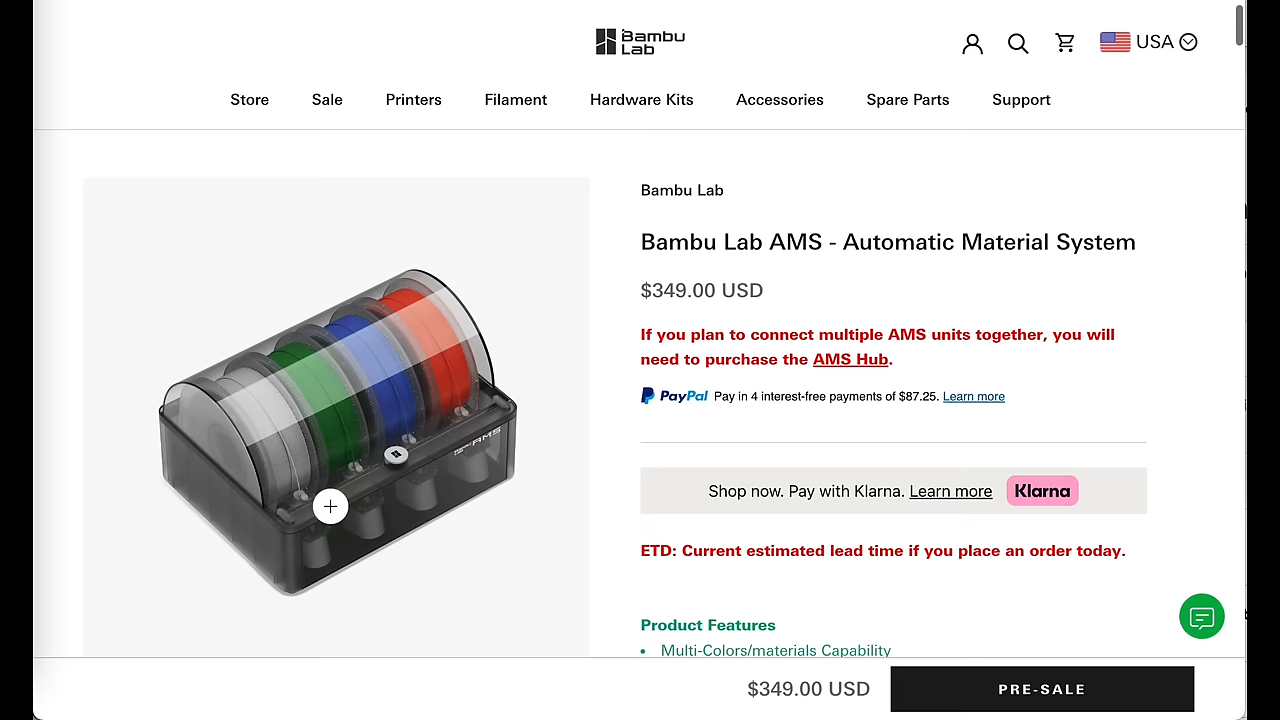 Bambu
Lab
USA
Store Sale Printers Filament Hardware Kits Accessories Spare Parts Support
Bambu Lab
Bambu Lab AMS - Automatic Material System
$349.00 USD
If you plan to connect multiple AMS units together, you will
need to purchase the AMS Hub.
PayPal Pay in 4 interest-free payments of $87.25. Learn more
Shop now. Pay with Klarna. Learn more Klarna
ETD: Current estimated lead time if you place an order today.
Product Features
• Multi-Colors/materials Capability
AMS
$349.00 USD
PRE-SALE